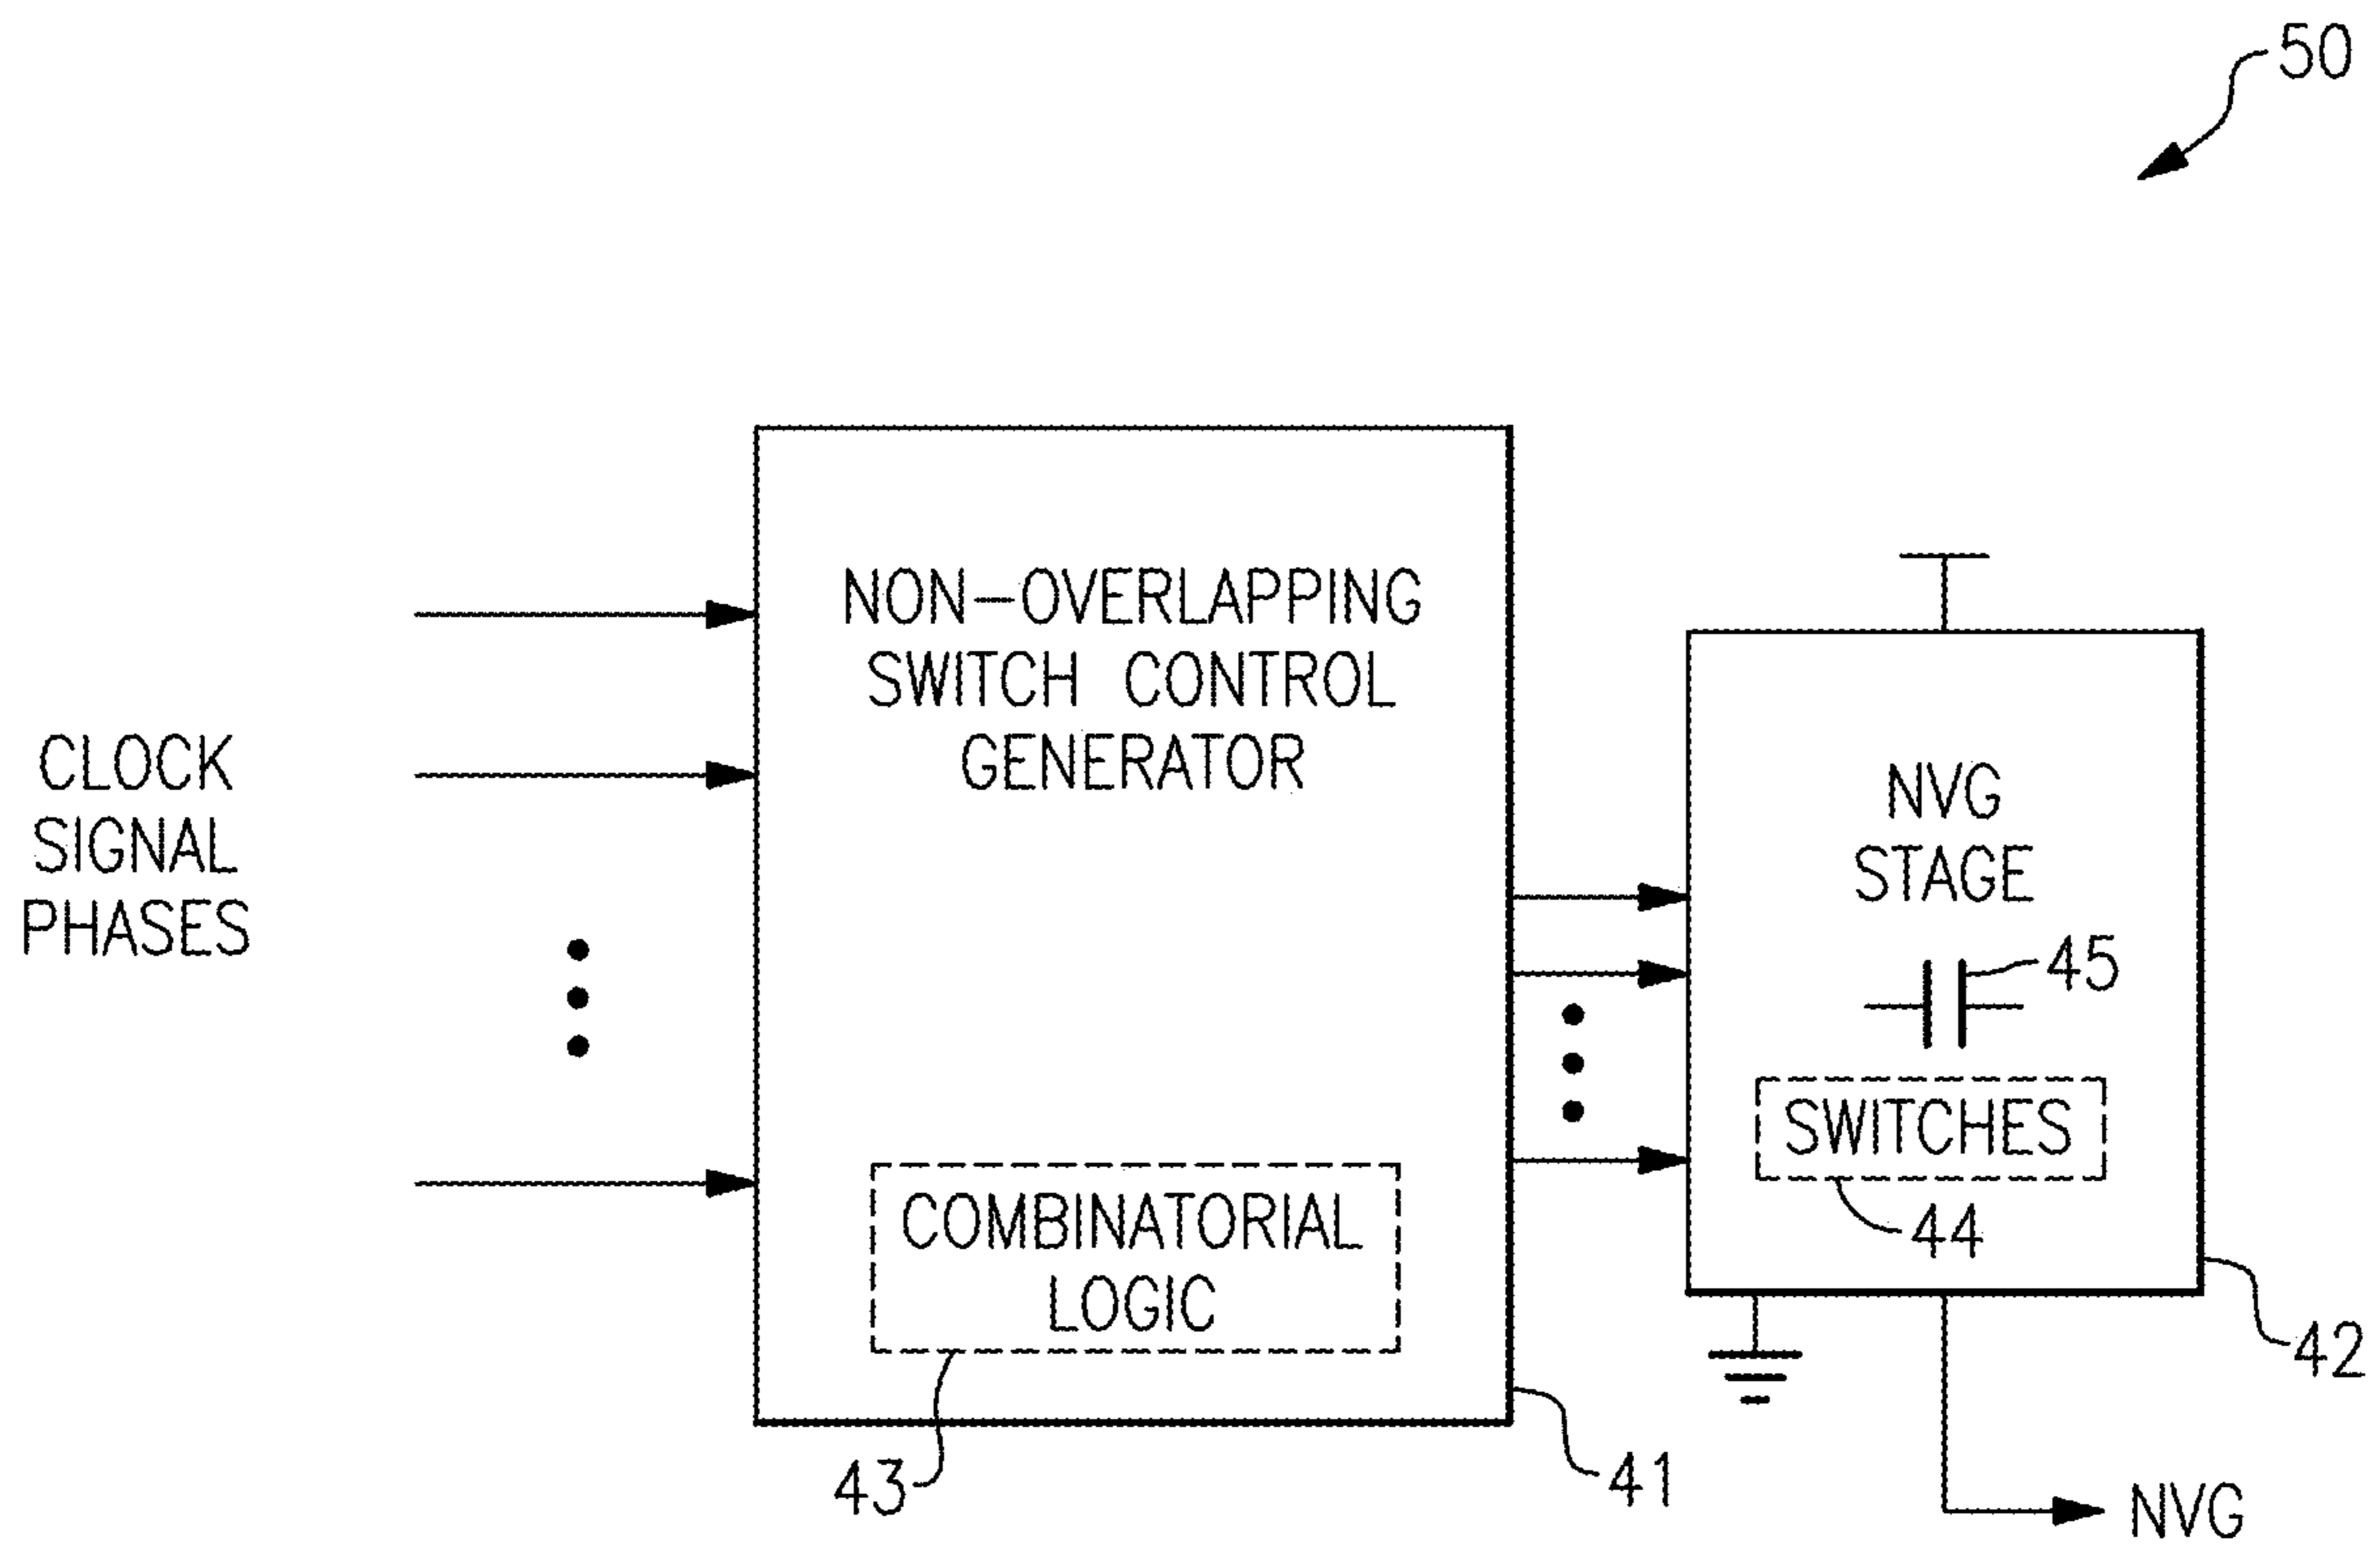 50
NON-OVERLAPPING
SWITCH CONTROL
GENERATOR
CLOCK
SIGNAL
PHASES
NVG
STAGE
45
SWITCHES
44
COMBINATORIAL
LOGIC
43
41
42
NVG